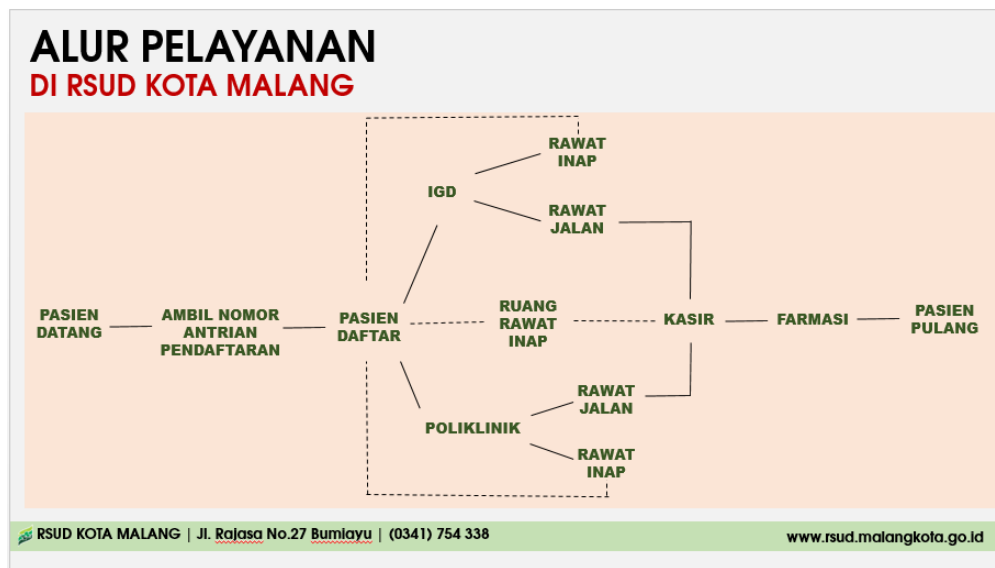 ALUR PELAYANAN
DI RSUD KOTA MALANG
RAWAT
INAP
IGD
RAWAT
JALAN
PASIEN
DATANG
AMBIL NOMOR
ANTRIAN
PENDAFTARAN
PASIEN
DAFTAR
RUANG
RAWAT
INAP
KASIR
FARMASI
PASIEN
PULANG
RAWAT
JALAN
POLIKLINIK
RAWAT
INAP
RSUD KOTA MALANG | Jl. Rajasa No.27 Bumiayu | (0341) 754 338
www.rsud.malangkota.go.id